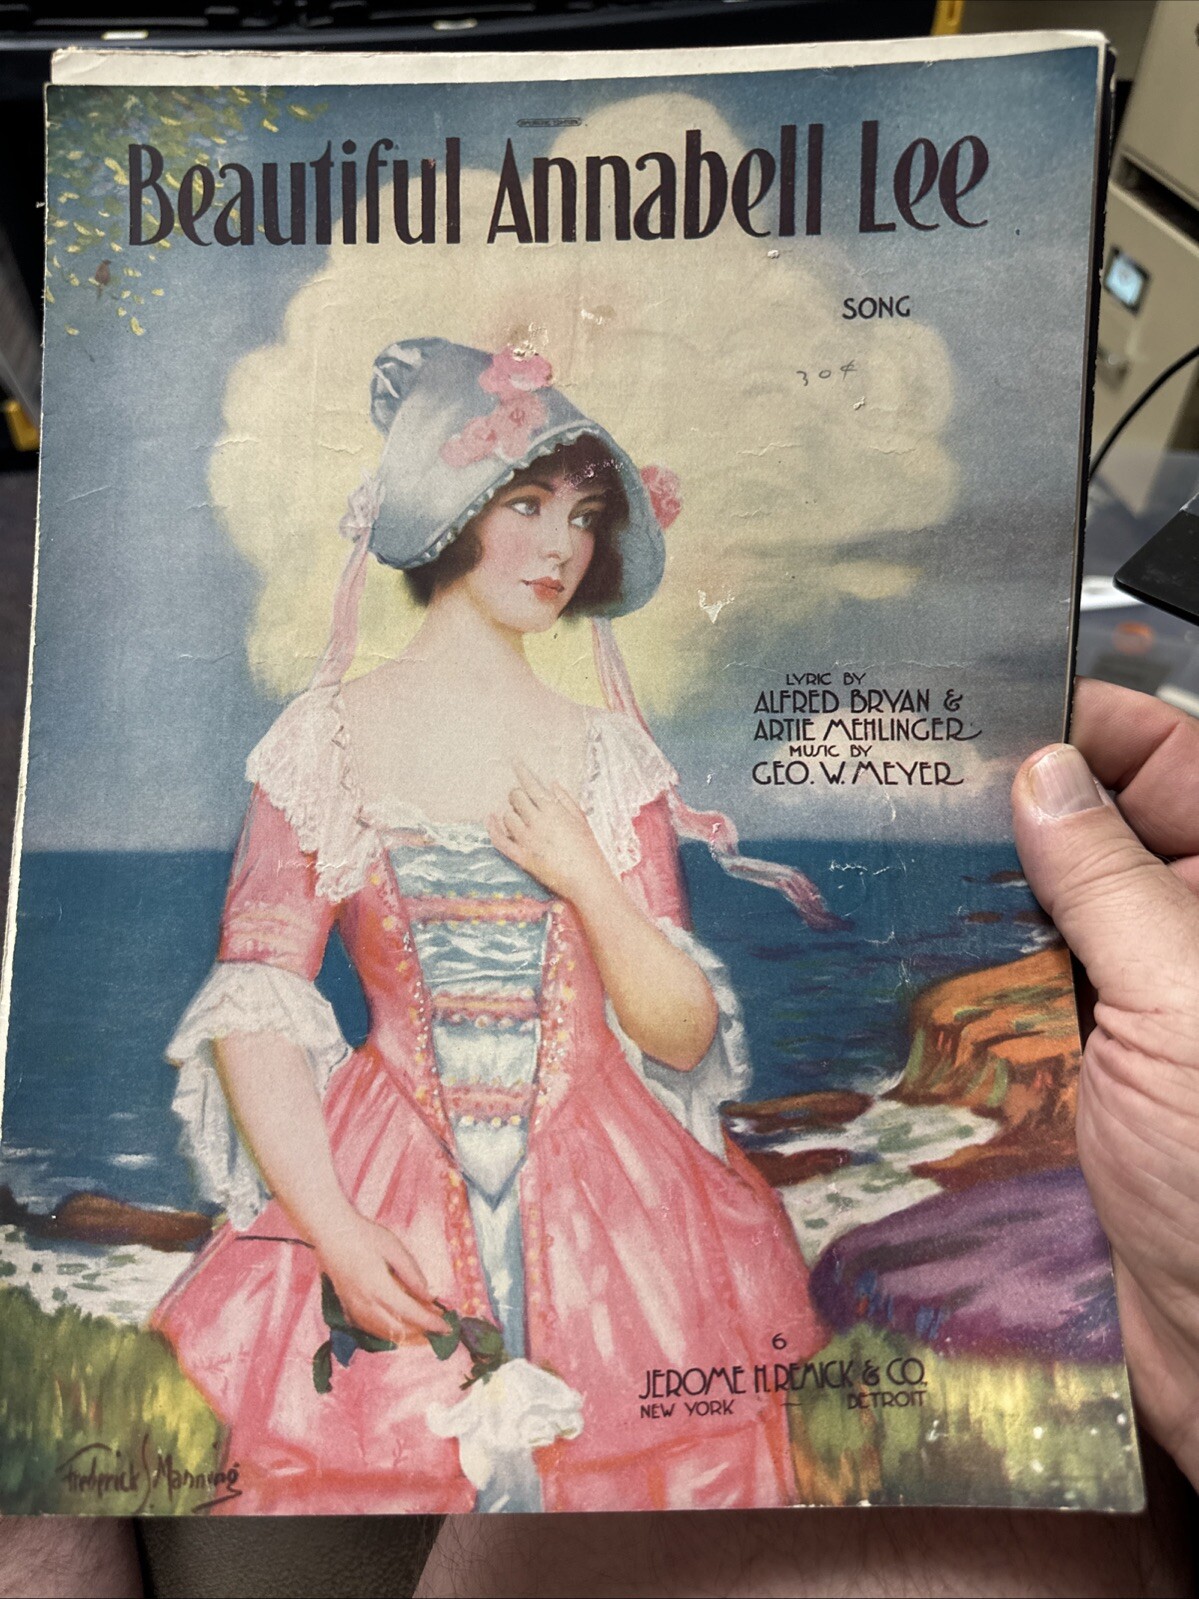 Beautiful Annabell Lee
SONG
30¢
LYRIC BY
ALFRED BRYAN &
ARTIE MEHLINGER
MUSIC BY
GEO. W. MEYER
6
JEROME H. REMICK & CO.
NEW YORK – DETROIT
Frederick S. Manning